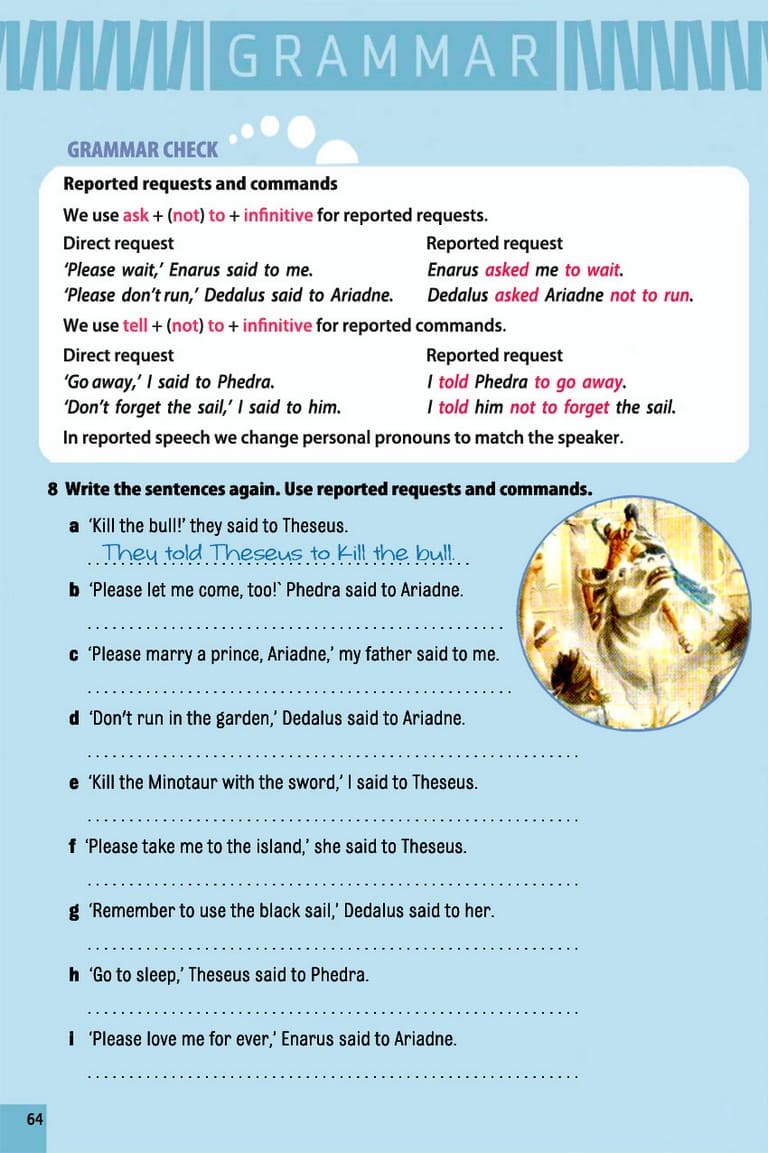 GRAMMAR
GRAMMAR CHECK
Reported requests and commands
We use ask + (not) to + infinitive for reported requests.
Direct request Reported request
‘Please wait,’ Enarus said to me. Enarus asked me to wait.
‘Please don’t run,’ Dedalus said to Ariadne. Dedalus asked Ariadne not to run.
We use tell + (not) to + infinitive for reported commands.
Direct request Reported request
‘Go away,’ I said to Phedra. I told Phedra to go away.
‘Don’t forget the sail,’ I said to him. I told him not to forget the sail.
In reported speech we change personal pronouns to match the speaker.
8 Write the sentences again. Use reported requests and commands.
a ‘Kill the bull!’ they said to Theseus.
They told Theseus to kill the bull.
b ‘Please let me come, too!` Phedra said to Ariadne.
c ‘Please marry a prince, Ariadne,’ my father said to me.
d ‘Don’t run in the garden,’ Dedalus said to Ariadne.
e ‘Kill the Minotaur with the sword,’ I said to Theseus.
f ‘Please take me to the island,’ she said to Theseus.
g ‘Remember to use the black sail,’ Dedalus said to her.
h ‘Go to sleep,’ Theseus said to Phedra.
i ‘Please love me for ever,’ Enarus said to Ariadne.
64